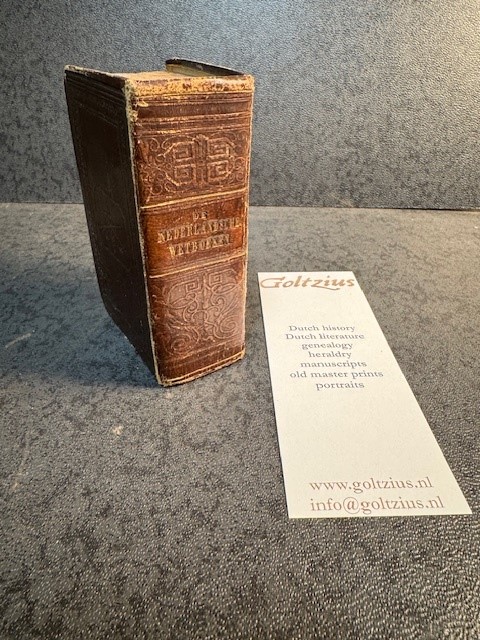 DE
NEDERLANDSCHE
WETBOEKEN
Goltzius
Dutch history
Dutch literature
genealogy
heraldry
manuscripts
old master prints
portraits
www.goltzius.nl
info@goltzius.nl